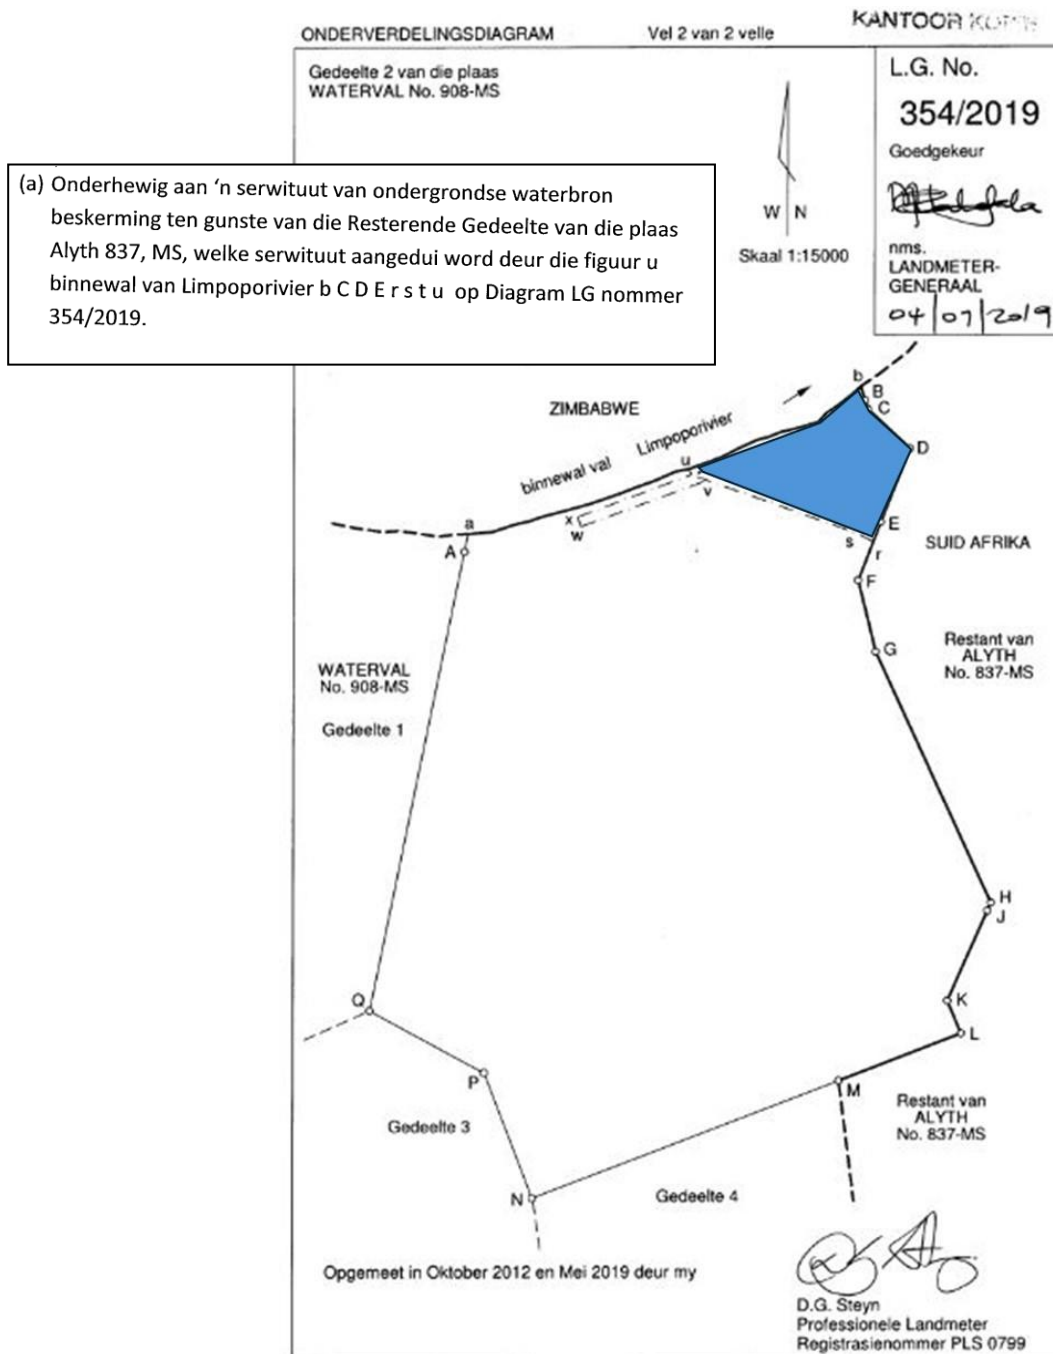 ONDERVERDELINGSDIAGRAM
Vel 2 van 2 velle
KANTOOR
Gedeelte 2 van die plaas
WATERVAL No. 908-MS
L.G. No.
354/2019
Goedgekeur
nms.
LANDMETER-
GENERAAL
04/07/2019
W N
Skaal 1:15000
(a) Onderhewig aan ‘n serwituut van ondergrondse waterbron
beskerming ten gunste van die Resterende Gedeelte van die plaas
Alyth 837, MS, welke serwituut aangedui word deur die figuur u
binnewal van Limpoporivier b C D E r s t u op Diagram LG nommer
354/2019.
ZIMBABWE
binnewal val Limpoporivier
b
B
C
D
u
v
x
w
a
A
E
s
r
SUID AFRIKA
F
G
Restant van
ALYTH
No. 837-MS
WATERVAL
No. 908-MS
Gedeelte 1
H
J
K
L
Q
P
M
Restant van
ALYTH
No. 837-MS
Gedeelte 3
N
Gedeelte 4
Opgemeet in Oktober 2012 en Mei 2019 deur my
D.G. Steyn
Professionele Landmeter
Registrasienommer PLS 0799